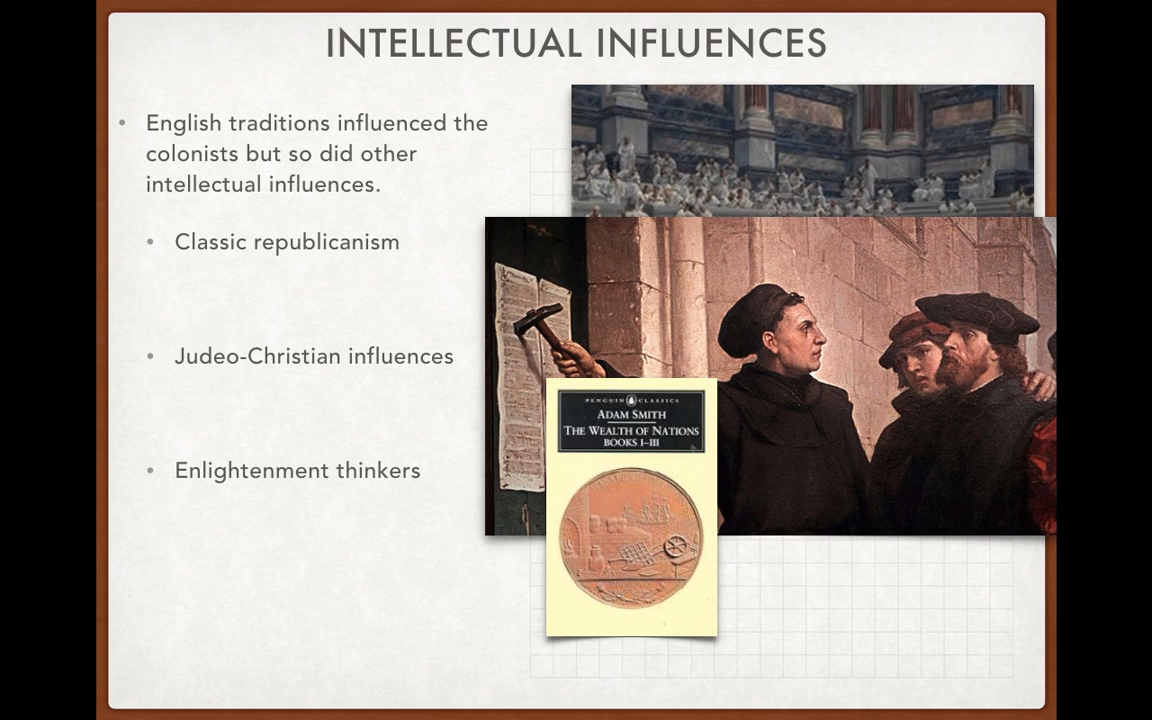 INTELLECTUAL INFLUENCES
• English traditions influenced the
colonists but so did other
intellectual influences.
• Classic republicanism
• Judeo-Christian influences
• Enlightenment thinkers
PENGUIN CLASSICS
ADAM SMITH
THE WEALTH OF NATIONS
BOOKS I–III